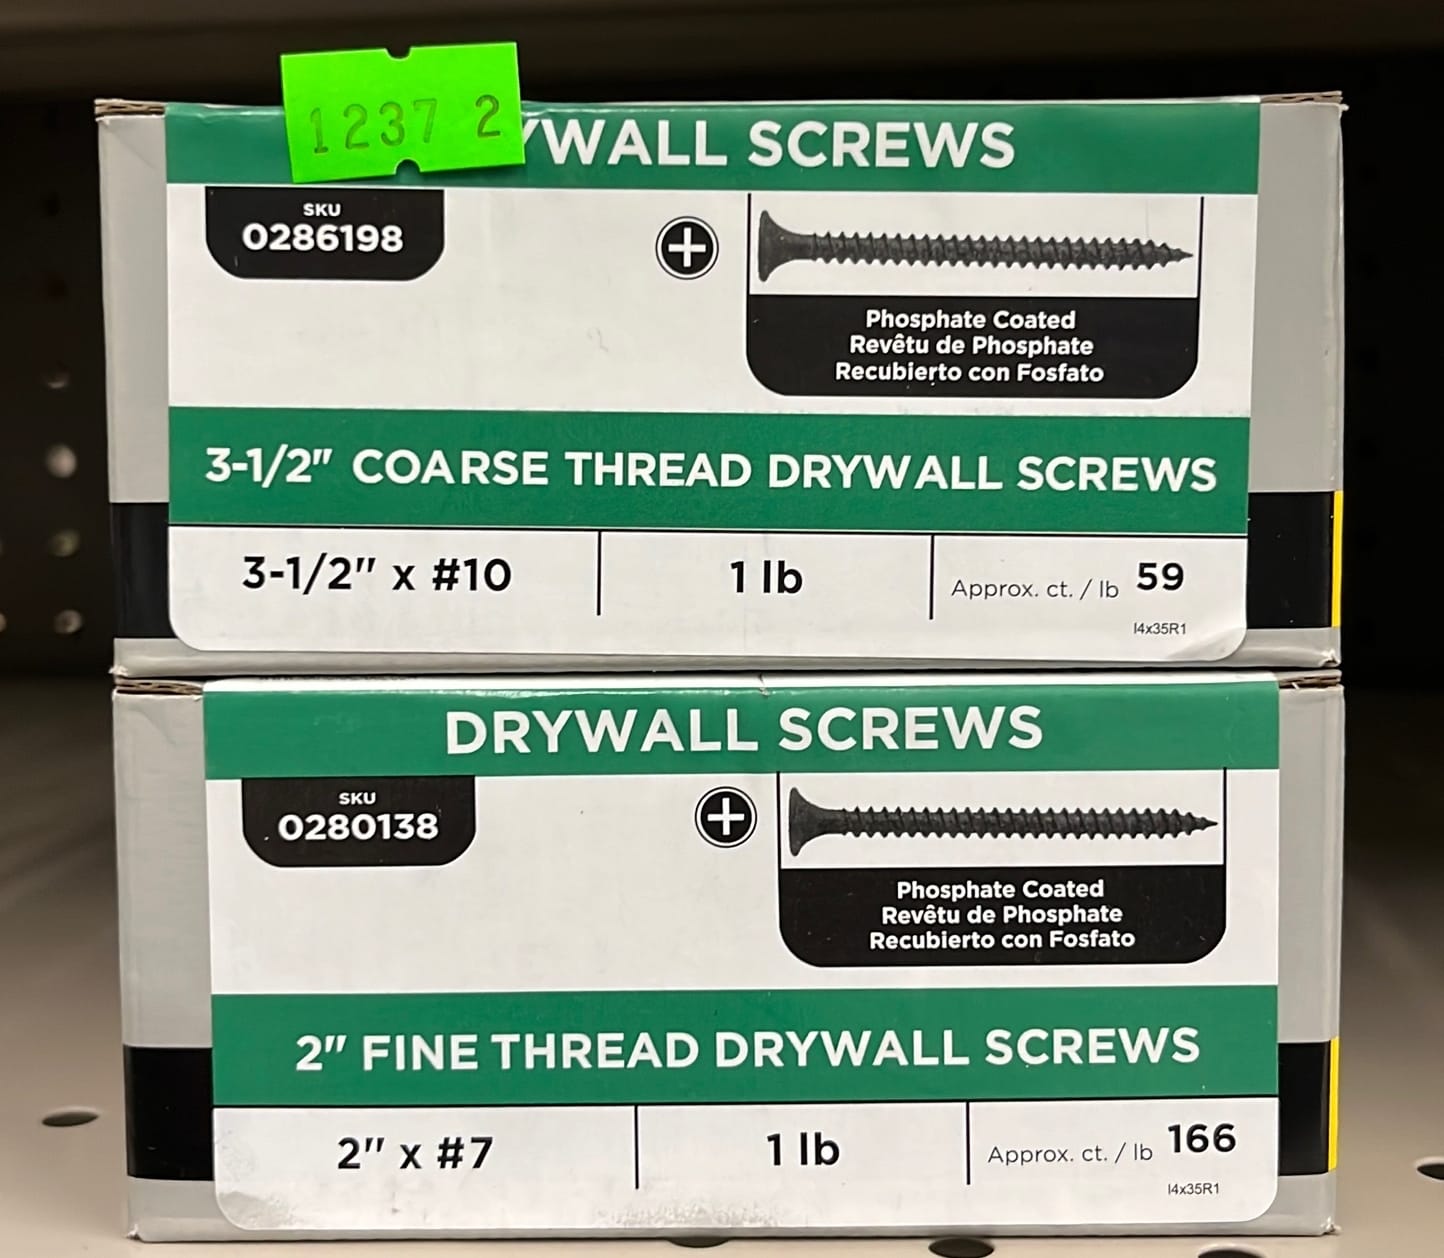 1237 2
WALL SCREWS
SKU
0286198
Phosphate Coated
Revêtu de Phosphate
Recubierto con Fosfato
3-1/2" COARSE THREAD DRYWALL SCREWS
3-1/2" x #10
1 lb
Approx. ct. / lb 59
I4x35R1
DRYWALL SCREWS
SKU
0280138
Phosphate Coated
Revêtu de Phosphate
Recubierto con Fosfato
2" FINE THREAD DRYWALL SCREWS
2" x #7
1 lb
Approx. ct. / lb 166
I4x35R1